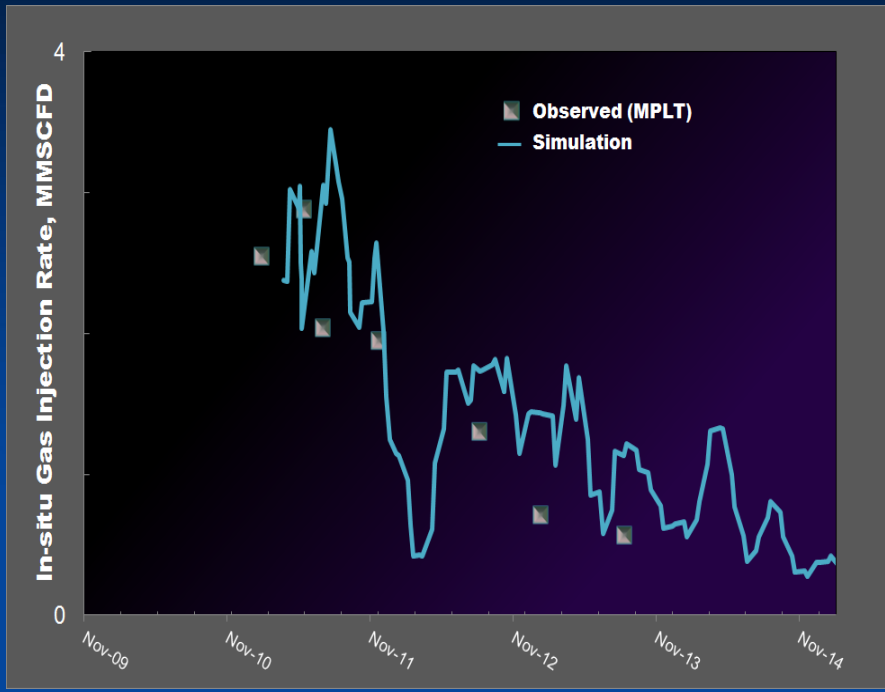 4
In-situ Gas Injection Rate, MMSCFD
Observed (MPLT)
Simulation
0
Nov-09
Nov-10
Nov-11
Nov-12
Nov-13
Nov-14